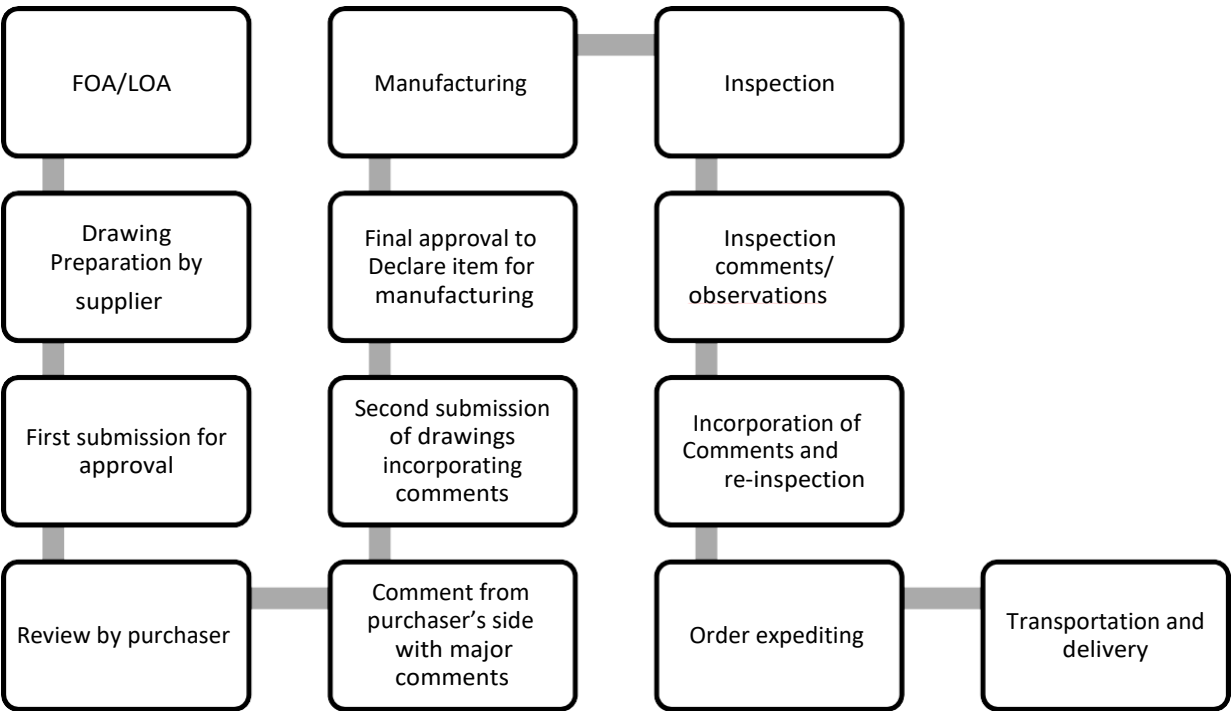 FOA/LOA
Drawing
Preparation by
supplier
First submission for
approval
Review by purchaser
Comment from
purchaser’s side
with major
comments
Second submission
of drawings
incorporating
comments
Final approval to
Declare item for
manufacturing
Manufacturing
Inspection
Inspection
comments/
observations
Incorporation of
Comments and
re-inspection
Order expediting
Transportation and
delivery